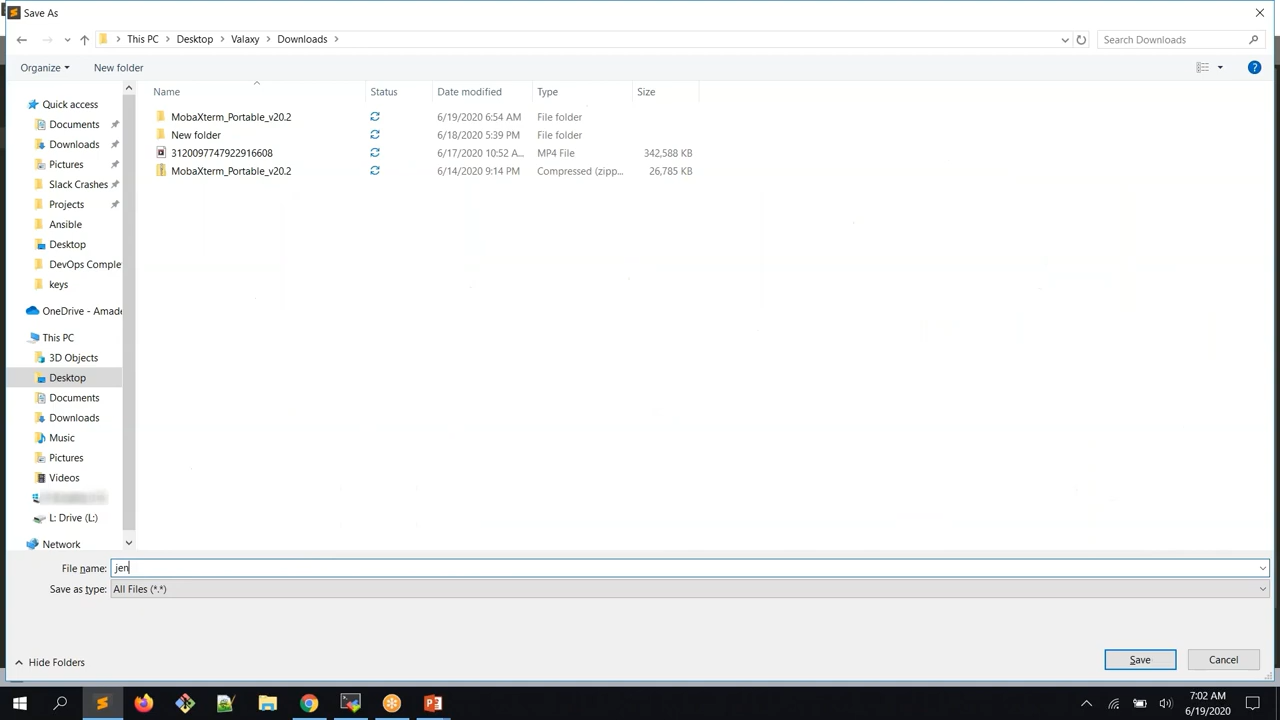 Save As
This PC > Desktop > Valaxy > Downloads >
Search Downloads
Organize
New folder
Name
Status
Date modified
Type
Size
MobaXterm_Portable_v20.2
6/19/2020 6:54 AM
File folder
New folder
6/18/2020 5:39 PM
File folder
3120097747922916608
6/17/2020 10:52 A...
MP4 File
342,588 KB
MobaXterm_Portable_v20.2
6/14/2020 9:14 PM
Compressed (zipp...
26,785 KB
Quick access
Documents
Downloads
Pictures
Slack Crashes
Projects
Ansible
Desktop
DevOps Comple
keys
OneDrive - Amade
This PC
3D Objects
Desktop
Documents
Downloads
Music
Pictures
Videos
L: Drive (L:)
Network
File name: jen
Save as type: All Files (*.*)
Hide Folders
Save
Cancel
7:02 AM
6/19/2020